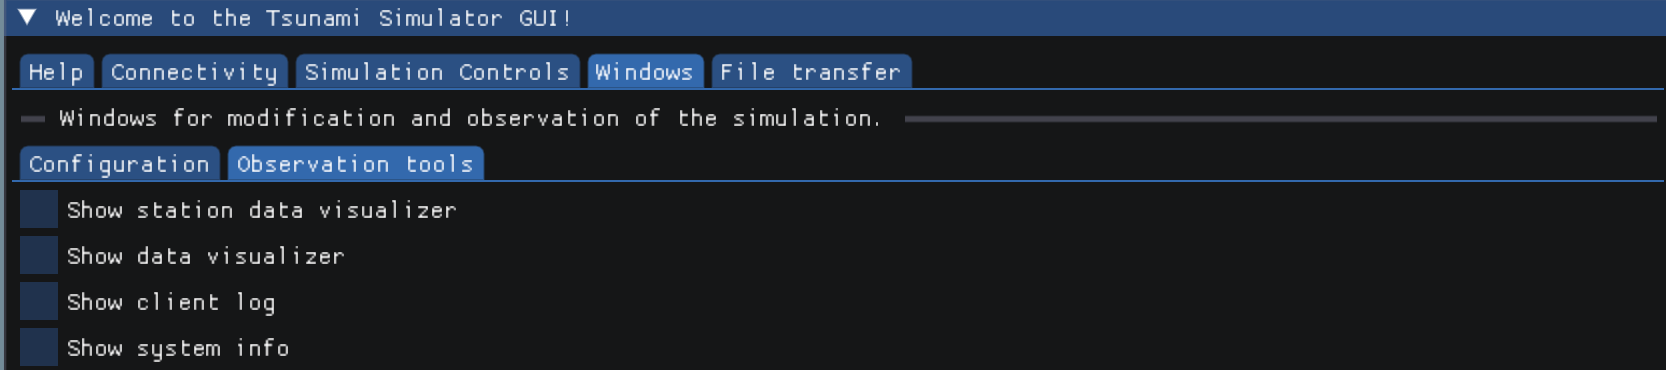 Welcome to the Tsunami Simulator GUI!
Help Connectivity Simulation Controls Windows File transfer
Windows for modification and observation of the simulation.
Configuration Observation tools
Show station data visualizer
Show data visualizer
Show client log
Show system info